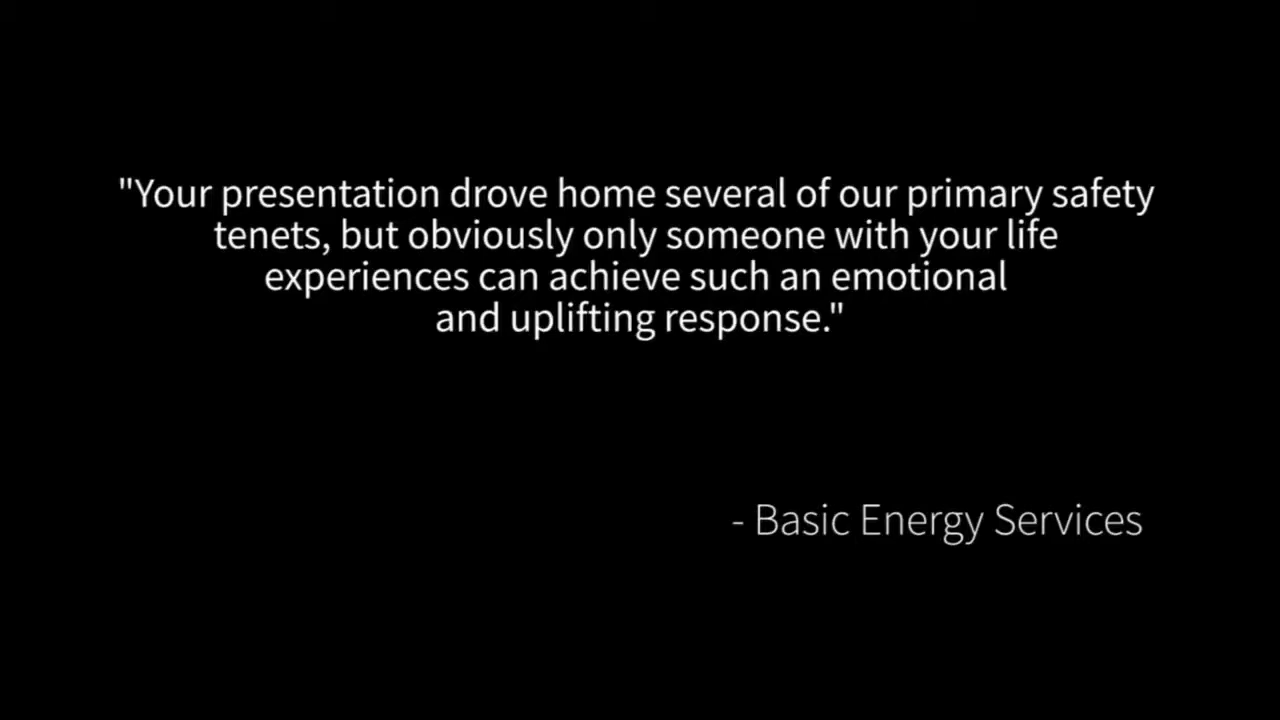 "Your presentation drove home several of our primary safety
tenets, but obviously only someone with your life
experiences can achieve such an emotional
and uplifting response."
- Basic Energy Services